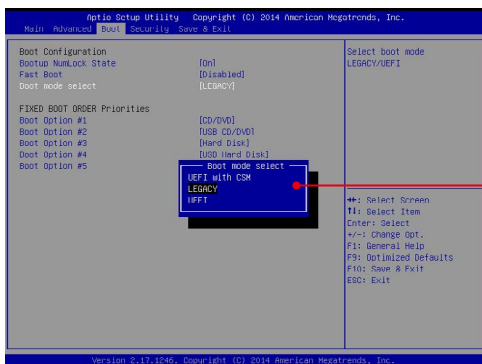 Aptio Setup Utility Copyright (C) 2014 American Megatrends, Inc.
Main Advanced Boot Security Save & Exit
Boot Configuration
Bootup NumLock State [On]
Fast Boot [Disabled]
Boot mode select [LEGACY]
FIXED BOOT ORDER Priorities
Boot Option #1 [CD/DVD]
Boot Option #2 [USB CD/DVD]
Boot Option #3 [Hard Disk]
Boot Option #4 [USB Hard Disk]
Boot Option #5
Boot mode select
UEFI with CSM
LEGACY
UEFI
Select boot mode
LEGACY/UEFI
→←: Select Screen
↑↓: Select Item
Enter: Select
+/-: Change Opt.
F1: General Help
F9: Optimized Defaults
F10: Save & Exit
ESC: Exit
Version 2.17.1246. Copyright (C) 2014 American Megatrends, Inc.